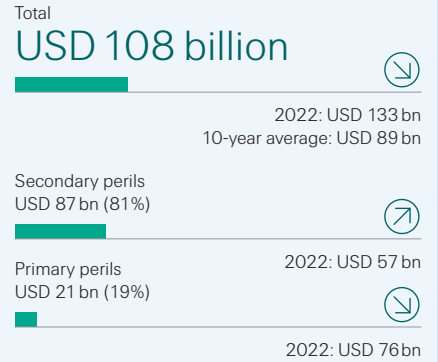 Total
USD 108 billion
2022: USD 133 bn
10-year average: USD 89 bn
Secondary perils
USD 87 bn (81%)
2022: USD 57 bn
Primary perils
USD 21 bn (19%)
2022: USD 76 bn